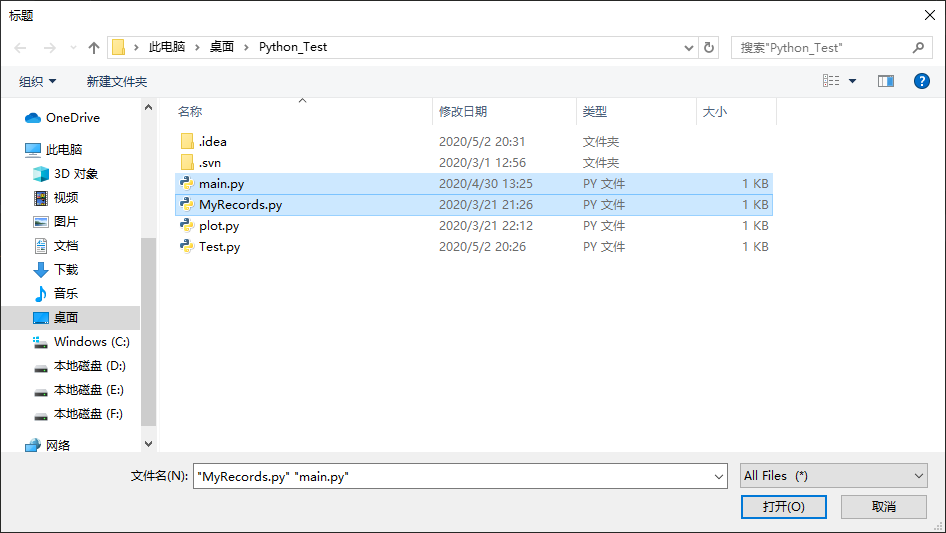 标题
此电脑 › 桌面 › Python_Test
搜索"Python_Test"
组织
新建文件夹
OneDrive
此电脑
3D 对象
视频
图片
文档
下载
音乐
桌面
Windows (C:)
本地磁盘 (D:)
本地磁盘 (E:)
本地磁盘 (F:)
网络
名称 修改日期 类型 大小
.idea 2020/5/2 20:31 文件夹
.svn 2020/3/1 12:56 文件夹
main.py 2020/4/30 13:25 PY 文件 1 KB
MyRecords.py 2020/3/21 21:26 PY 文件 1 KB
plot.py 2020/3/21 22:12 PY 文件 1 KB
Test.py 2020/5/2 20:26 PY 文件 1 KB
文件名(N): "MyRecords.py" "main.py"
All Files (*)
打开(O)
取消